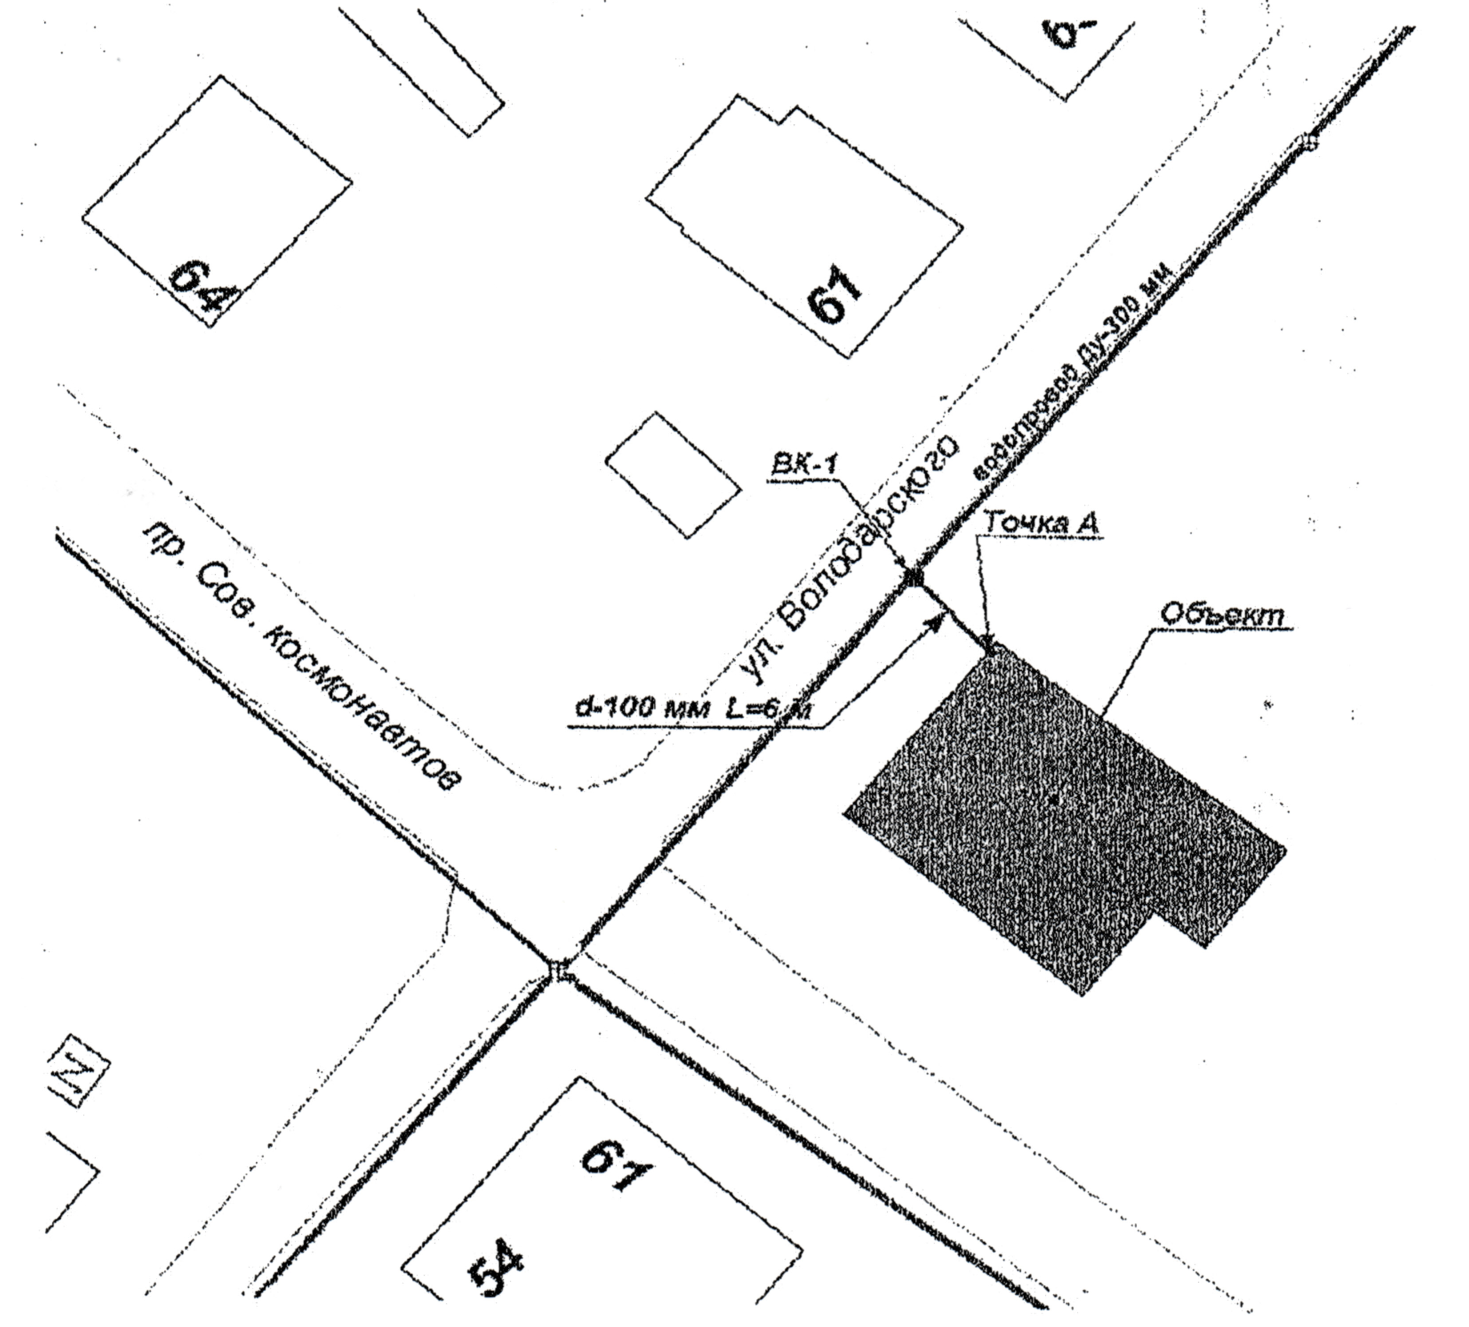 64
61
водопровод Ду-300 мм
ВК-1
ул. Володарского
Точка А
пр. Сов. космонавтов
Объект
d-100 мм L=6 м
61
54